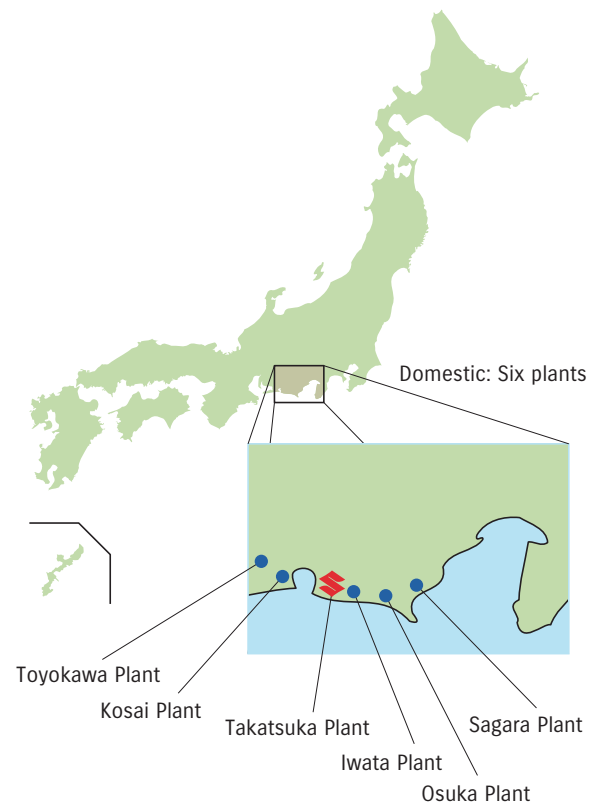 Domestic: Six plants
Toyokawa Plant
Kosai Plant
Takatsuka Plant
Sagara Plant
Iwata Plant
Osuka Plant